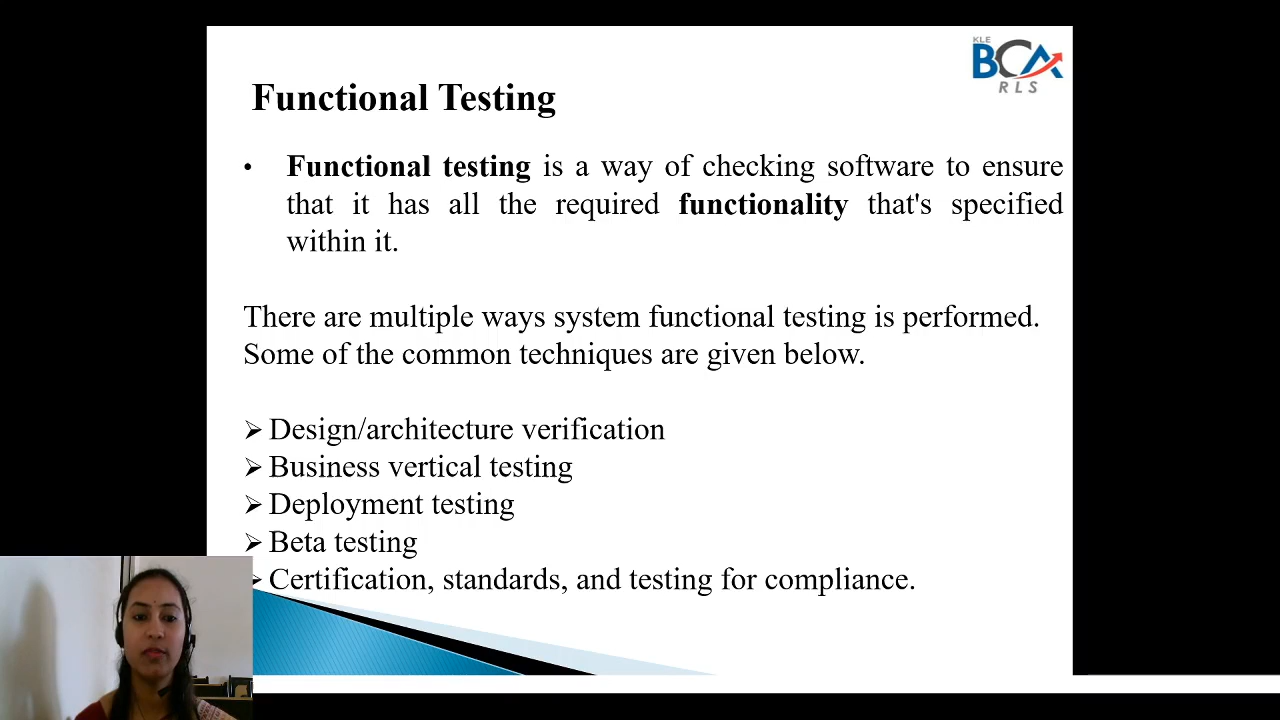 KLE
BCA
RLS
Functional Testing
• Functional testing is a way of checking software to ensure
that it has all the required functionality that's specified
within it.
There are multiple ways system functional testing is performed.
Some of the common techniques are given below.
➢ Design/architecture verification
➢ Business vertical testing
➢ Deployment testing
➢ Beta testing
➢ Certification, standards, and testing for compliance.